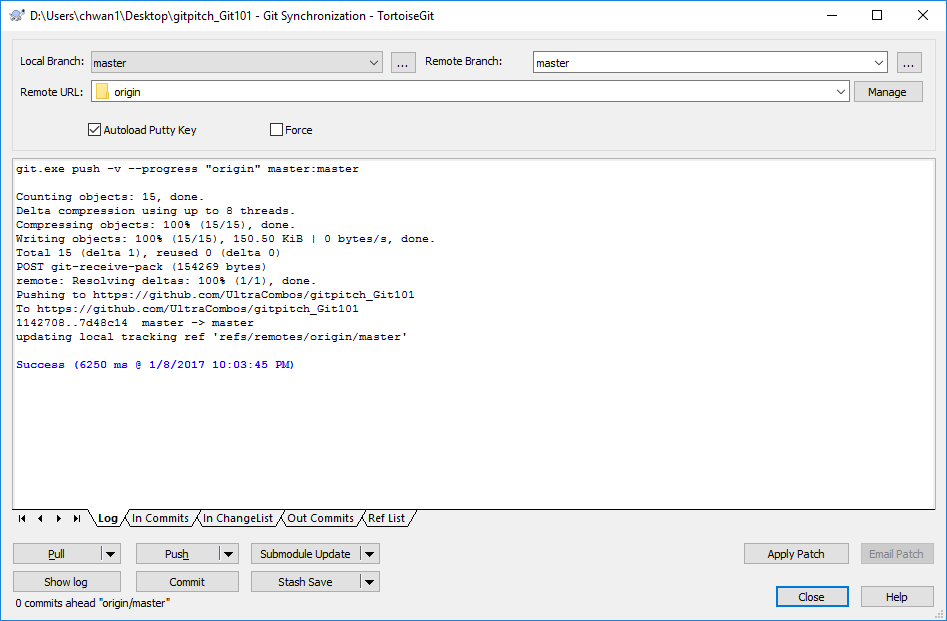 D:\Users\chwan1\Desktop\gitpitch_Git101 - Git Synchronization - TortoiseGit
Local Branch: master ... Remote Branch: master ...
Remote URL: origin Manage
Autoload Putty Key Force
git.exe push -v --progress "origin" master:master
Counting objects: 15, done.
Delta compression using up to 8 threads.
Compressing objects: 100% (15/15), done.
Writing objects: 100% (15/15), 150.50 KiB | 0 bytes/s, done.
Total 15 (delta 1), reused 0 (delta 0)
POST git-receive-pack (154269 bytes)
remote: Resolving deltas: 100% (1/1), done.
Pushing to https://github.com/UltraCombos/gitpitch_Git101
To https://github.com/UltraCombos/gitpitch_Git101
1142708..7d48c14  master -> master
updating local tracking ref 'refs/remotes/origin/master'
Success (6250 ms @ 1/8/2017 10:03:45 PM)
Log In Commits In ChangeList Out Commits Ref List
Pull Push Submodule Update Apply Patch Email Patch
Show log Commit Stash Save
0 commits ahead "origin/master" Close Help